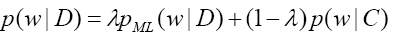 p(w | D) = λp_ML(w | D) + (1 − λ)p(w | C)